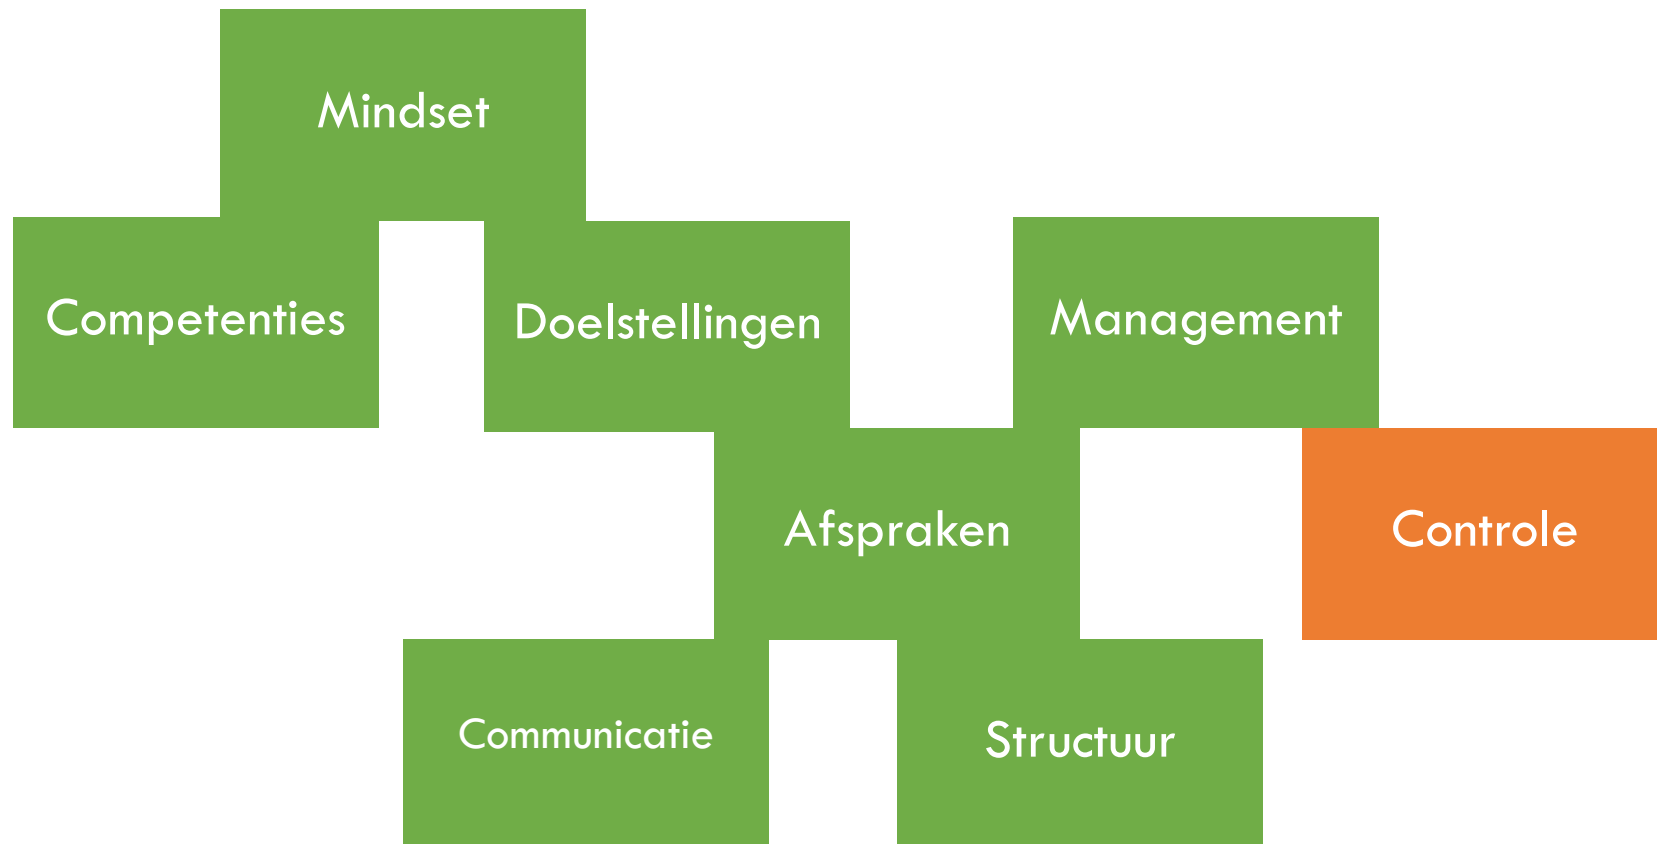 Mindset
Competenties
Doelstellingen
Management
Afspraken
Controle
Communicatie
Structuur